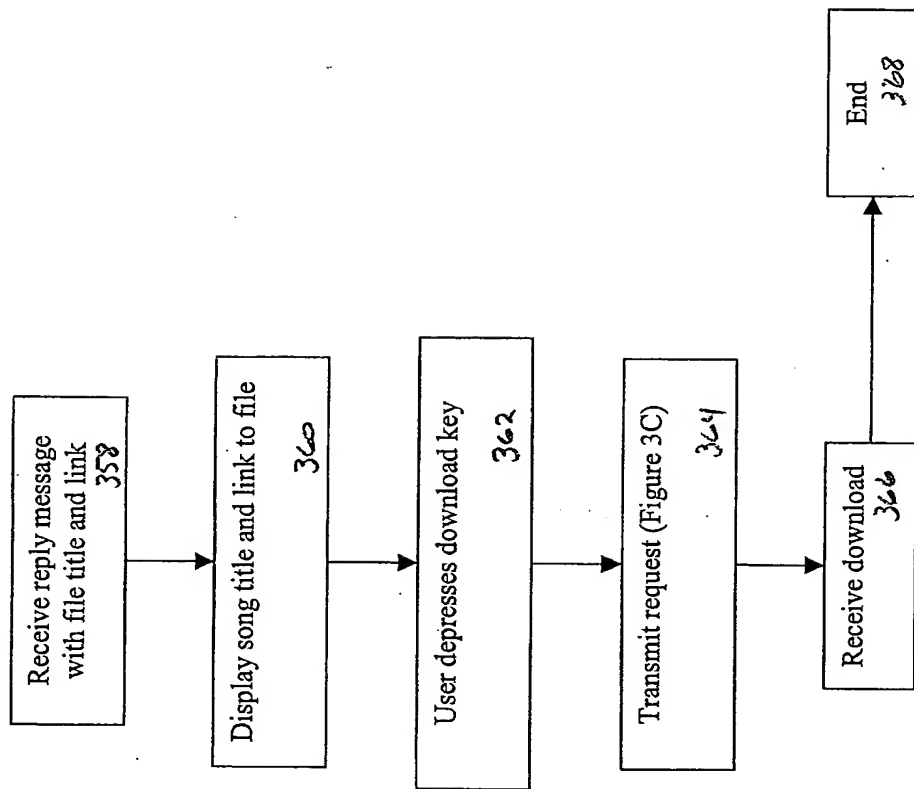 Receive reply message
with file title and link
358
Display song title and link to file
360
User depresses download key
362
Transmit request (Figure 3C)
364
Receive download
366
End
368